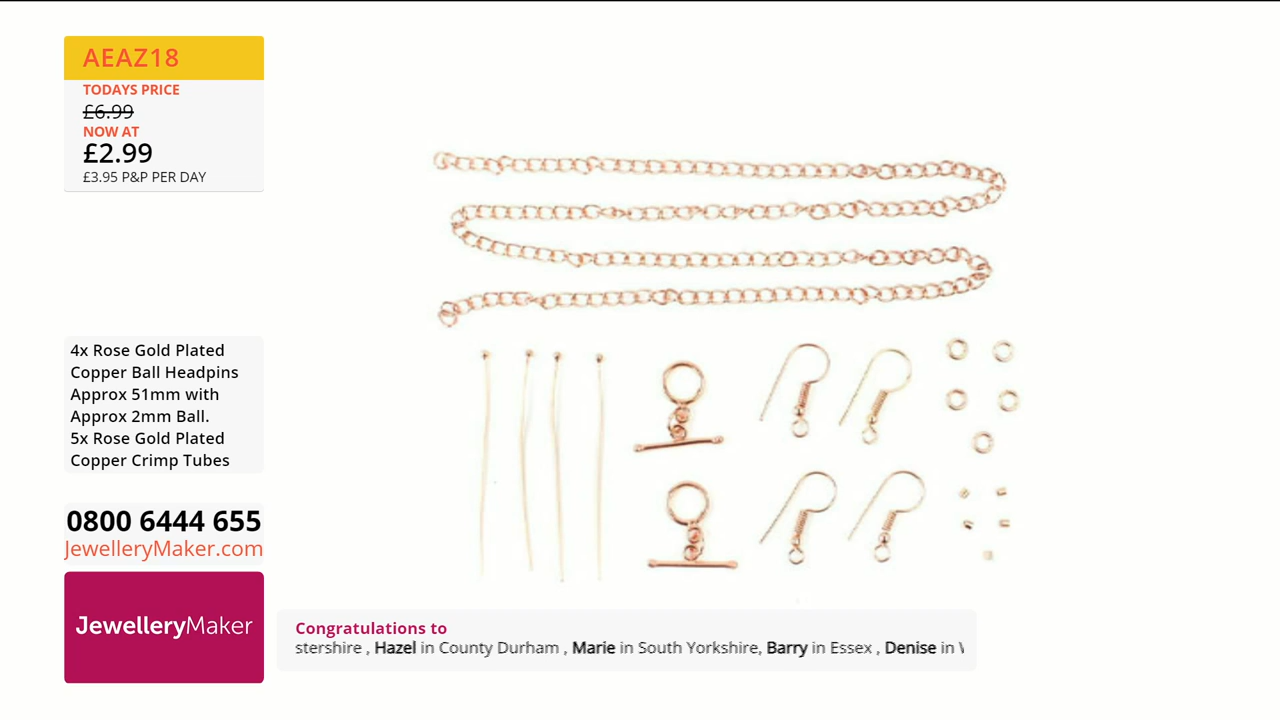 AEAZ18
TODAYS PRICE
£6.99
NOW AT
£2.99
£3.95 P&P PER DAY
4x Rose Gold Plated
Copper Ball Headpins
Approx 51mm with
Approx 2mm Ball.
5x Rose Gold Plated
Copper Crimp Tubes
0800 6444 655
JewelleryMaker.com
JewelleryMaker
Congratulations to
stershire , Hazel in County Durham , Marie in South Yorkshire, Barry in Essex , Denise in